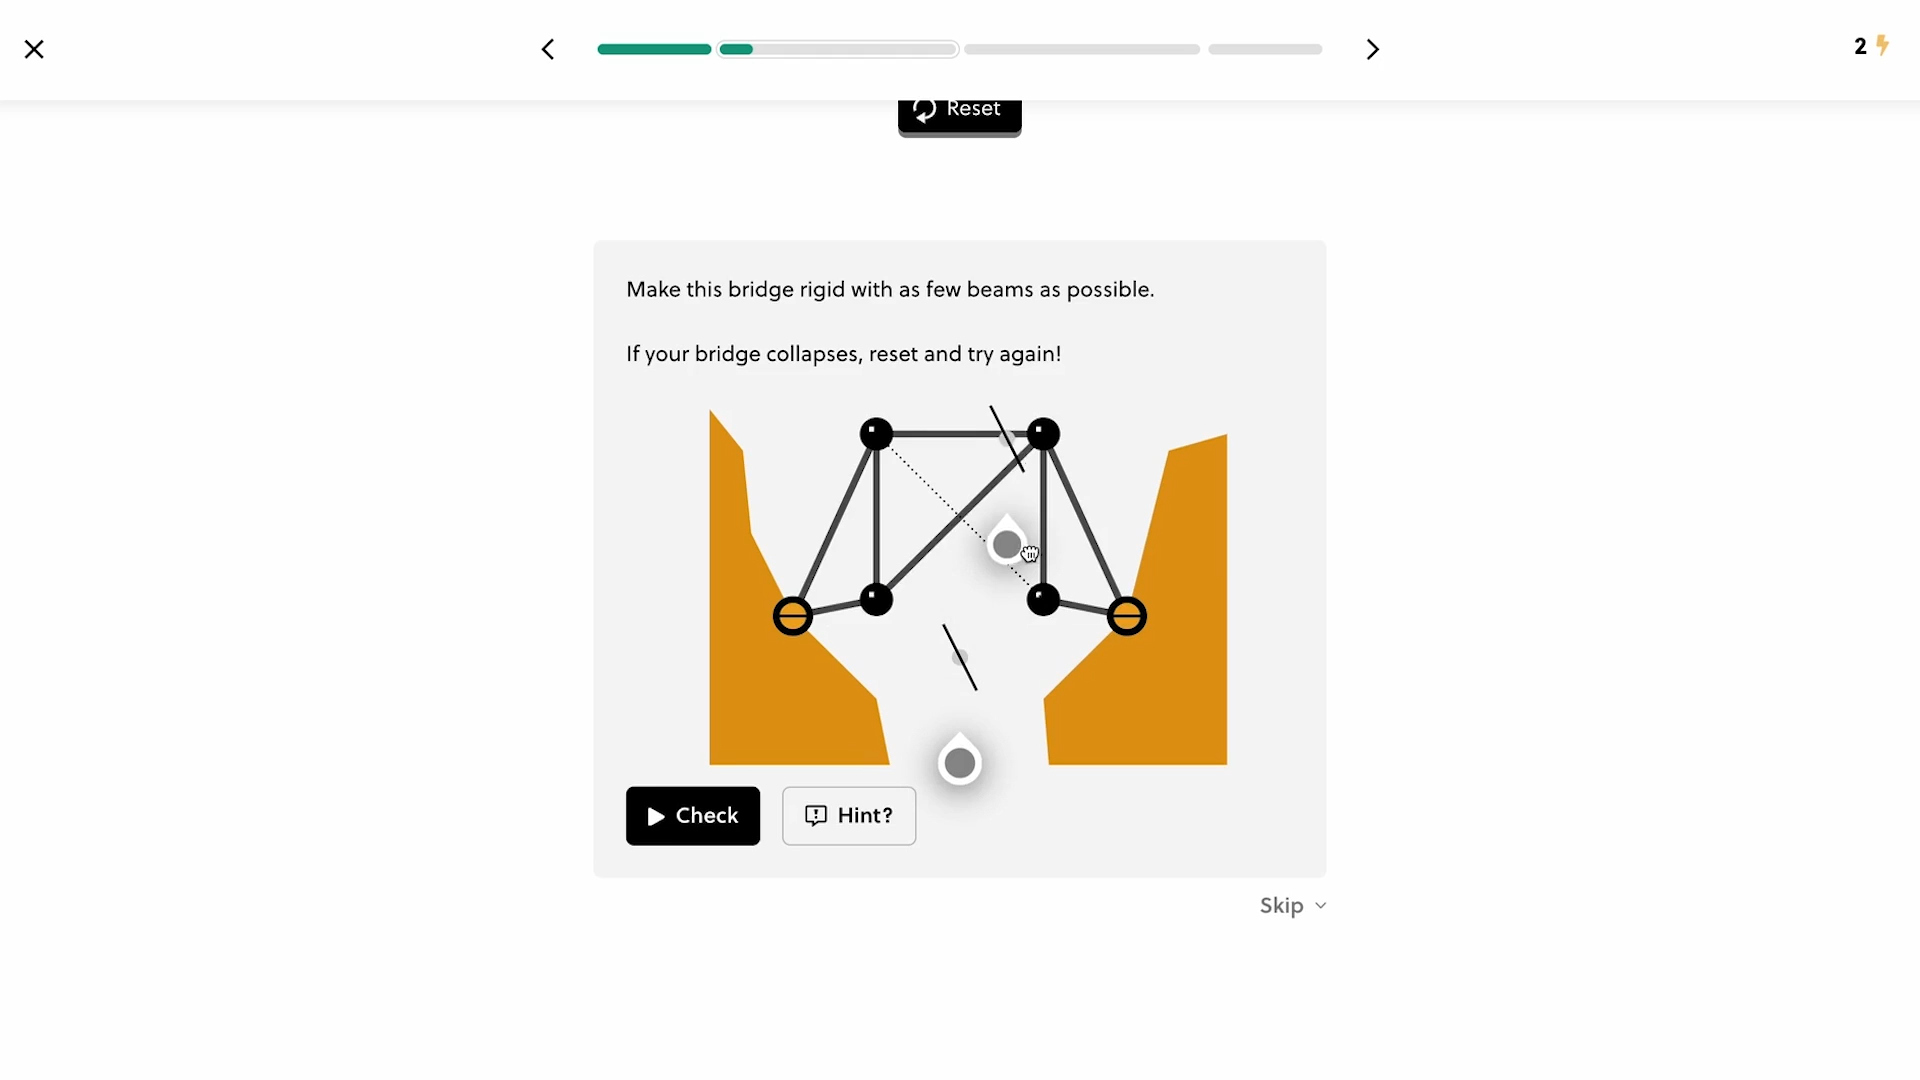 2
Reset
Make this bridge rigid with as few beams as possible.
If your bridge collapses, reset and try again!
Check
Hint?
Skip